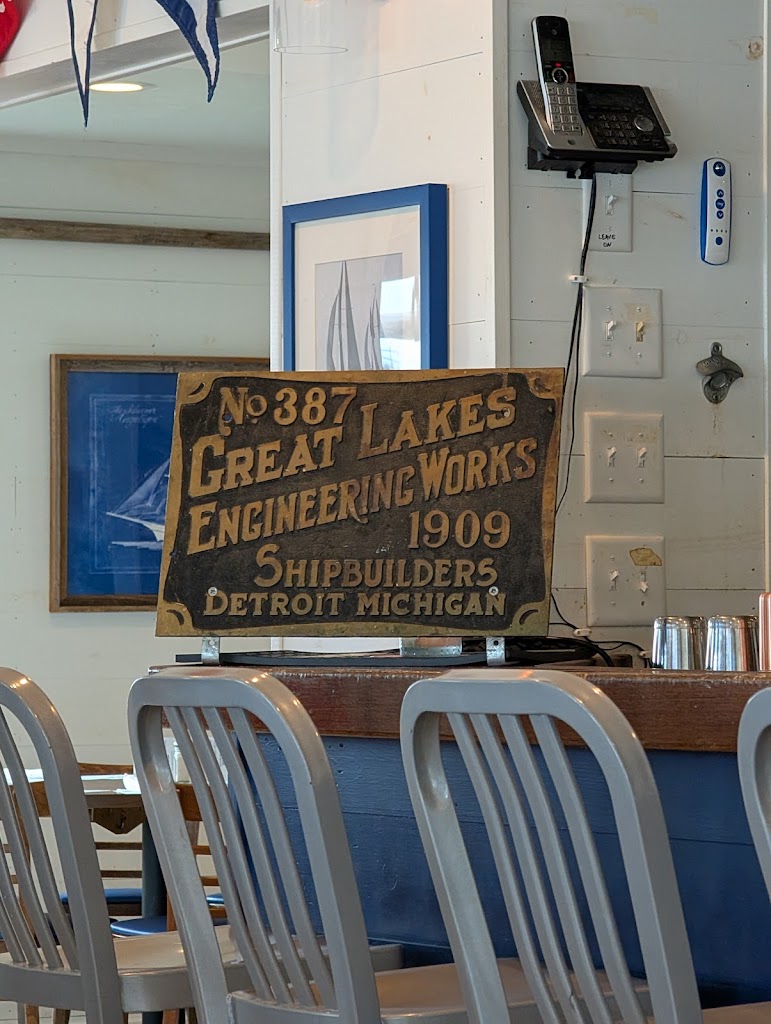 No 387
GREAT LAKES
ENGINEERING WORKS
1909
SHIPBUILDERS
DETROIT MICHIGAN
LEAVE
ON